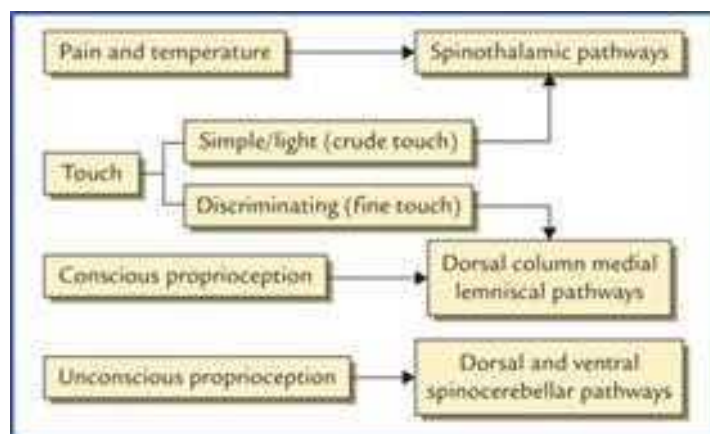 Pain and temperature
Spinothalamic pathways
Simple/light (crude touch)
Touch
Discriminating (fine touch)
Conscious proprioception
Dorsal column medial
lemniscal pathways
Unconscious proprioception
Dorsal and ventral
spinocerebellar pathways